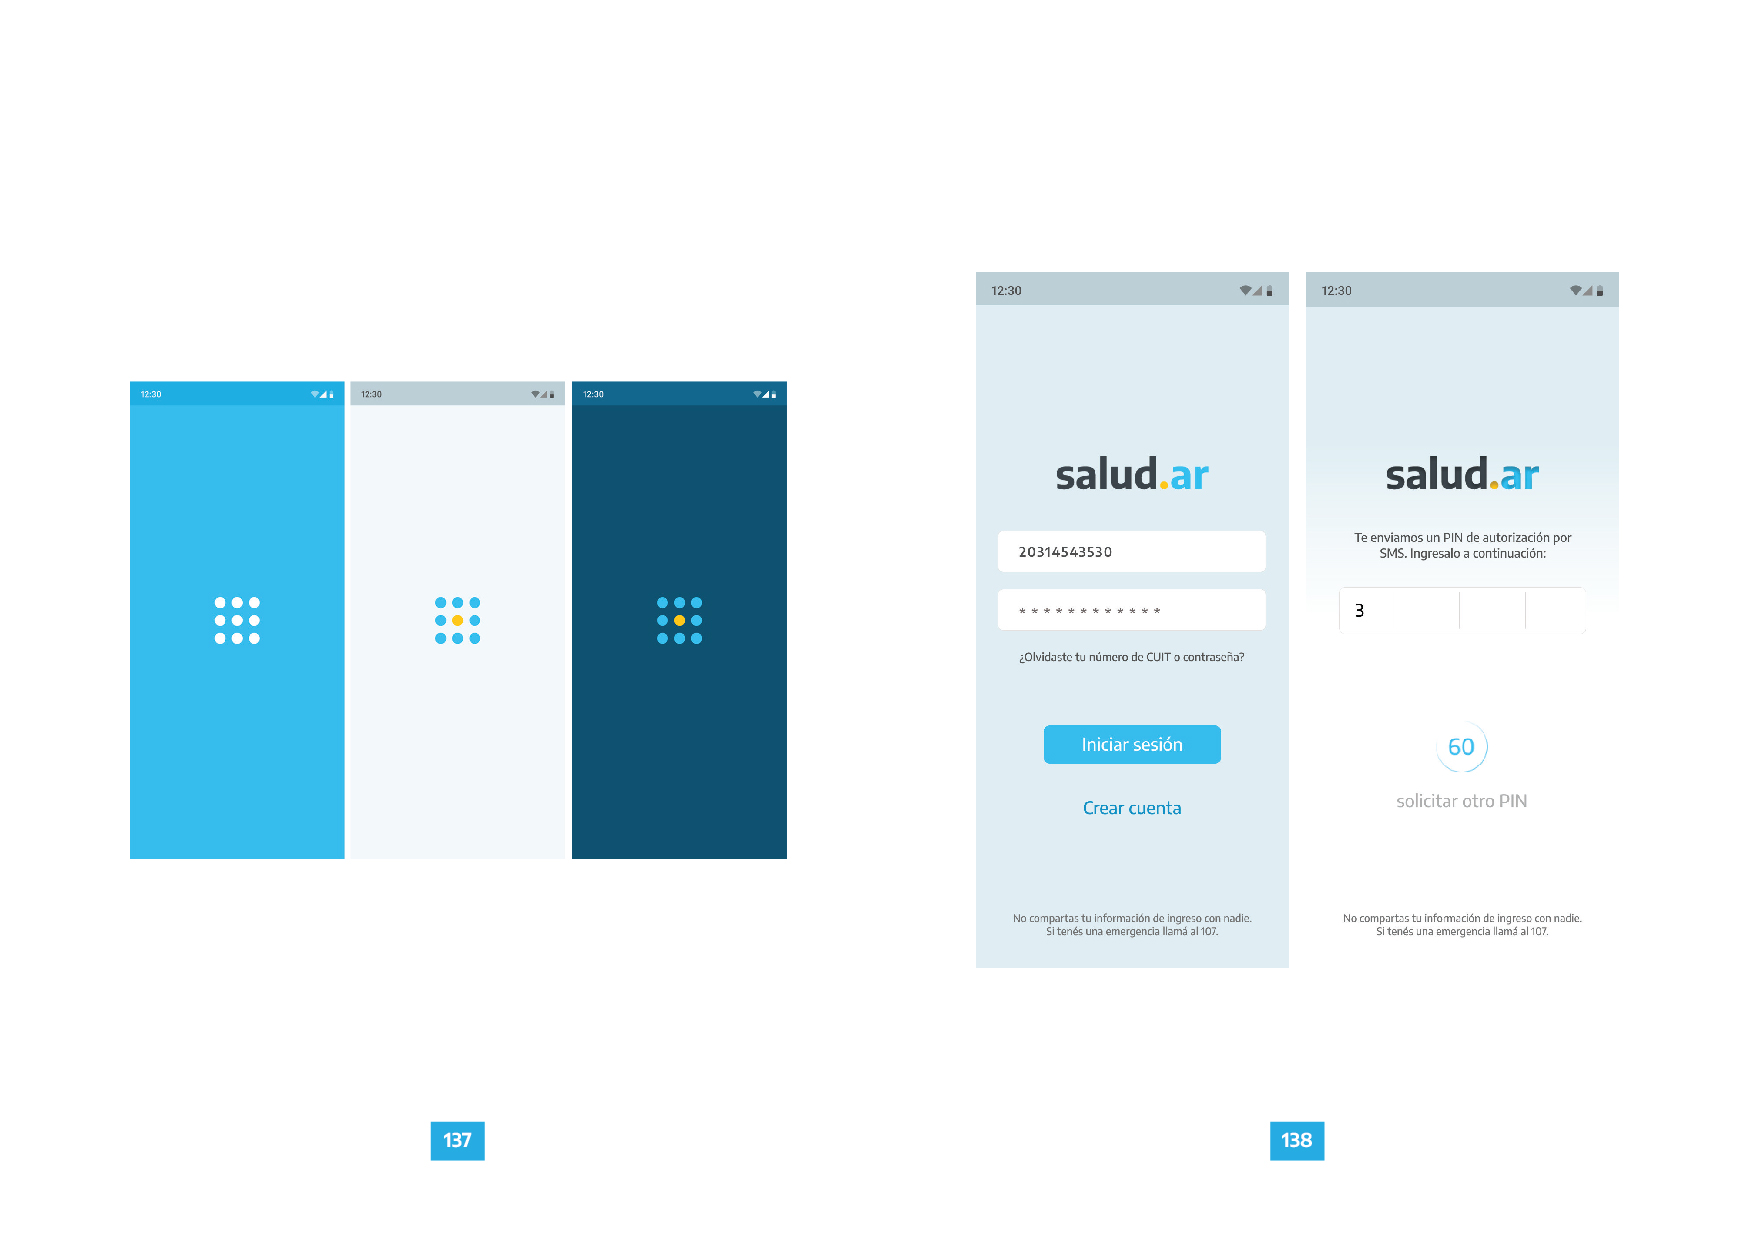 12:30
12:30
12:30
137
12:30
salud.ar
20314543530
* * * * * * * * * * * *
¿Olvidaste tu número de CUIT o contraseña?
Iniciar sesión
Crear cuenta
No compartas tu información de ingreso con nadie.
Si tenés una emergencia llamá al 107.
12:30
salud.ar
Te enviamos un PIN de autorización por
SMS. Ingresalo a continuación:
3
60
solicitar otro PIN
No compartas tu información de ingreso con nadie.
Si tenés una emergencia llamá al 107.
138